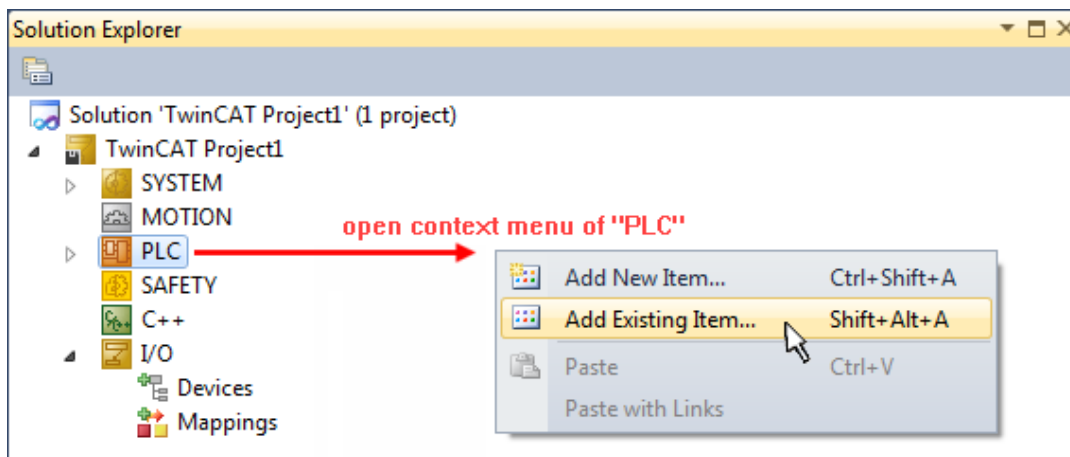 Solution Explorer
Solution 'TwinCAT Project1' (1 project)
TwinCAT Project1
SYSTEM
MOTION
open context menu of "PLC"
PLC
Add New Item... Ctrl+Shift+A
SAFETY
Add Existing Item... Shift+Alt+A
C++
I/O
Paste Ctrl+V
Devices
Paste with Links
Mappings